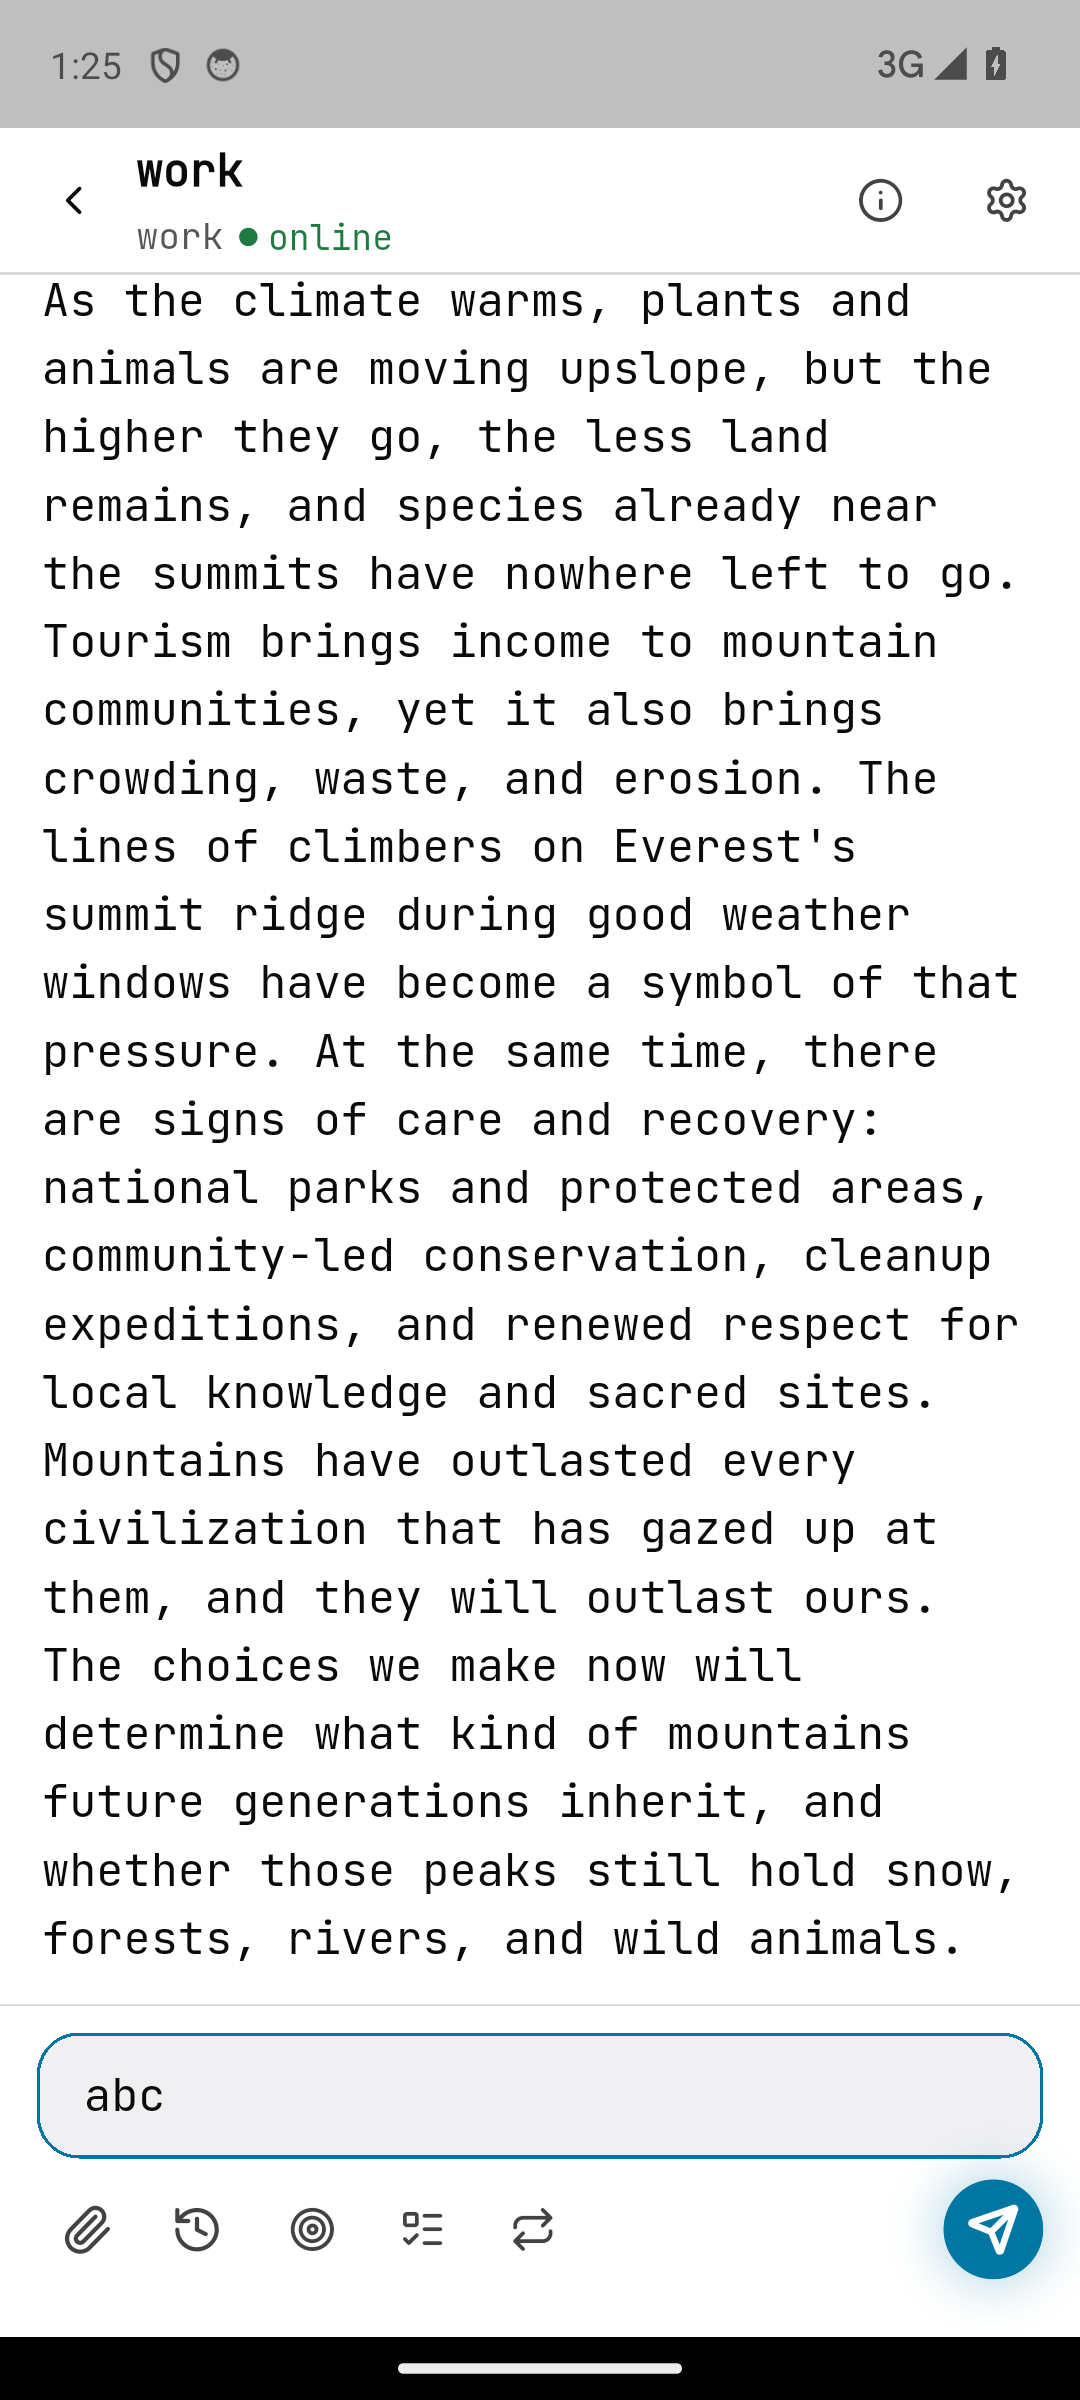 1:25
3G
work
work online
As the climate warms, plants and
animals are moving upslope, but the
higher they go, the less land
remains, and species already near
the summits have nowhere left to go.
Tourism brings income to mountain
communities, yet it also brings
crowding, waste, and erosion. The
lines of climbers on Everest's
summit ridge during good weather
windows have become a symbol of that
pressure. At the same time, there
are signs of care and recovery:
national parks and protected areas,
community-led conservation, cleanup
expeditions, and renewed respect for
local knowledge and sacred sites.
Mountains have outlasted every
civilization that has gazed up at
them, and they will outlast ours.
The choices we make now will
determine what kind of mountains
future generations inherit, and
whether those peaks still hold snow,
forests, rivers, and wild animals.
abc